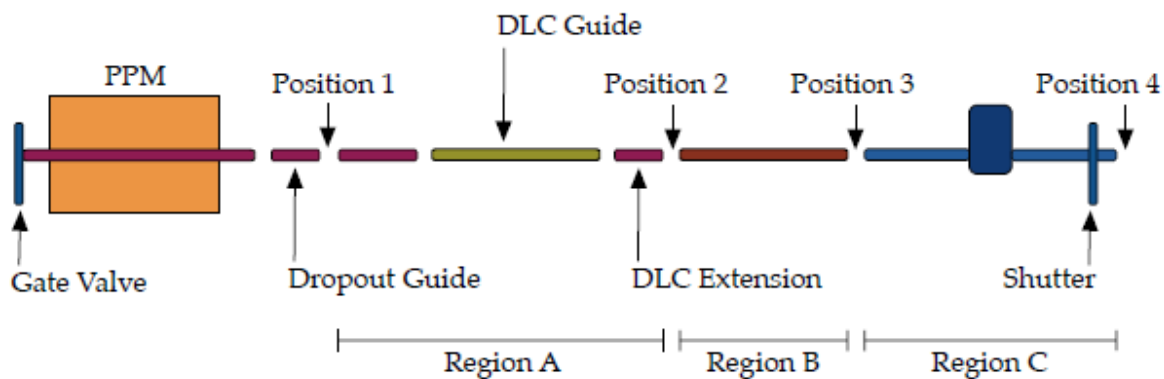 DLC Guide
PPM
Position 1
Position 2
Position 3
Position 4
Gate Valve
Dropout Guide
DLC Extension
Shutter
Region A
Region B
Region C